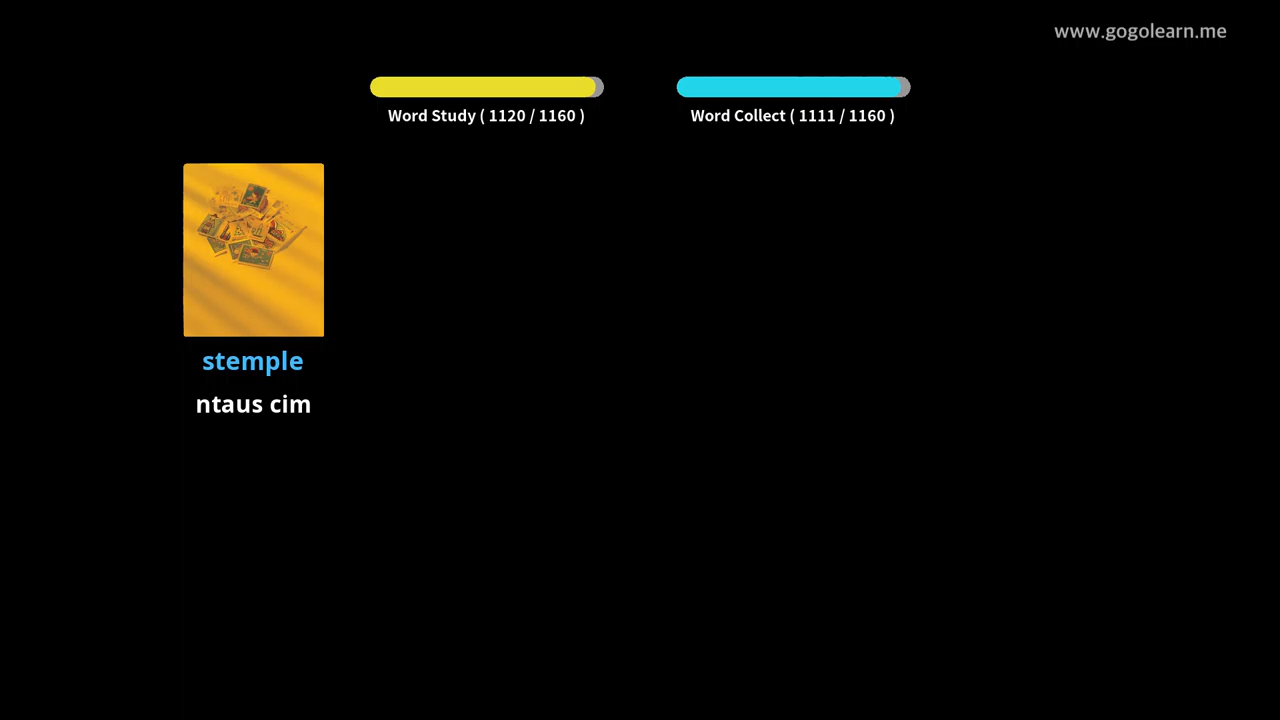 www.gogolearn.me
Word Study ( 1120 / 1160 )
Word Collect ( 1111 / 1160 )
stemple
ntaus cim